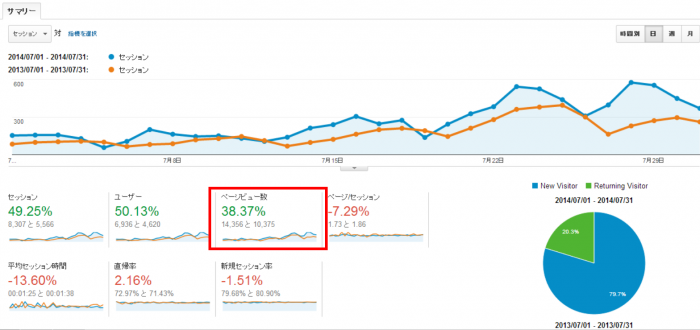 サマリー
セッション 対 指標を選択 時間別 日 週 月
2014/07/01 - 2014/07/31: セッション
2013/07/01 - 2013/07/31: セッション
600
300
7... 7月8日 7月15日 7月22日 7月29日
セッション ユーザー ページビュー数 ページ/セッション
49.25% 50.13% 38.37% -7.29%
8,307 と 5,566 6,936 と 4,620 14,356 と 10,375 1.73 と 1.86
平均セッション時間 直帰率 新規セッション率
-13.60% 2.16% -1.51%
00:01:25 と 00:01:38 72.97% と 71.43% 79.68% と 80.90%
New Visitor Returning Visitor
2014/07/01 - 2014/07/31
20.3%
79.7%
2013/07/01 - 2013/07/31